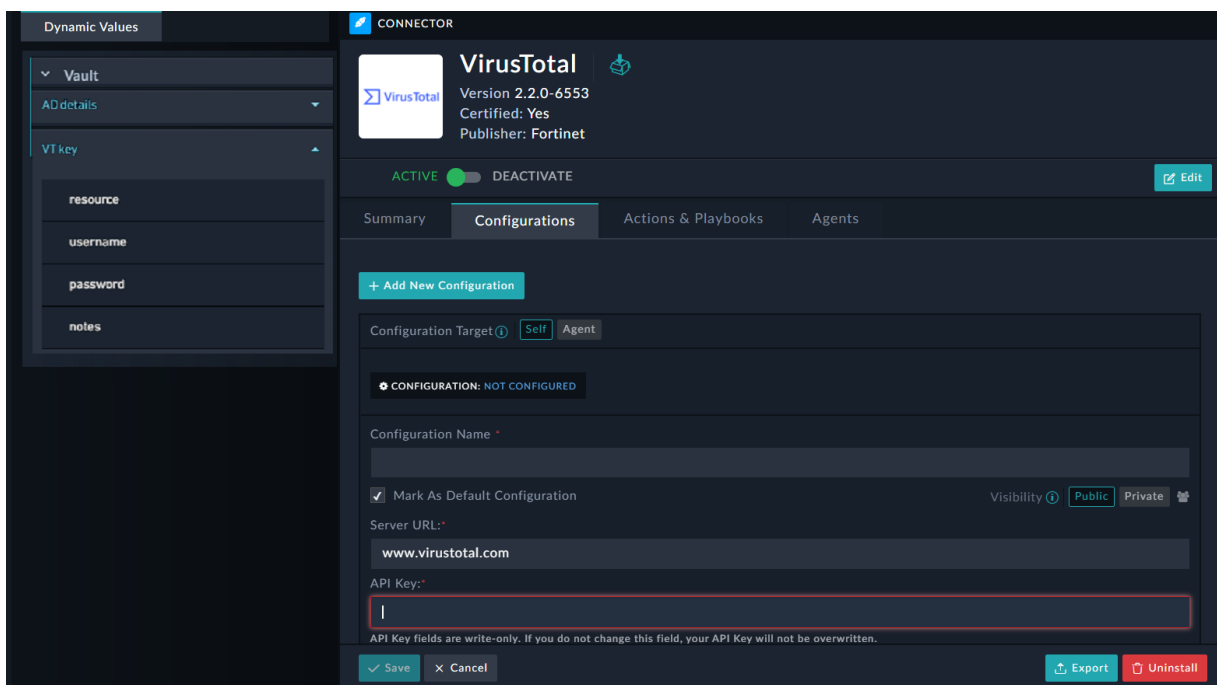 Dynamic Values
Vault
AD details
VT key
resource
username
password
notes
CONNECTOR
VirusTotal
VirusTotal
Version 2.2.0-6553
Certified: Yes
Publisher: Fortinet
ACTIVE DEACTIVATE
Edit
Summary Configurations Actions & Playbooks Agents
+ Add New Configuration
Configuration Target Self Agent
CONFIGURATION: NOT CONFIGURED
Configuration Name *
Mark As Default Configuration
Visibility Public Private
Server URL:*
www.virustotal.com
API Key:*
API Key fields are write-only. If you do not change this field, your API Key will not be overwritten.
Save Cancel Export Uninstall